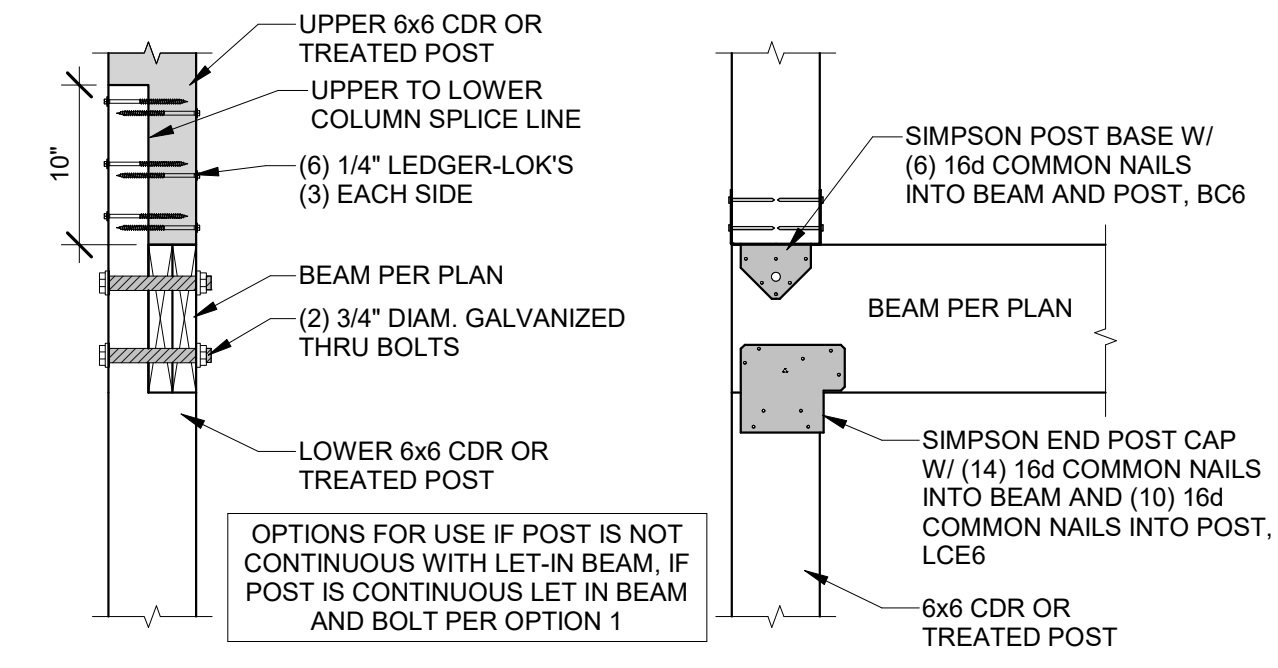 UPPER 6x6 CDR OR
TREATED POST
UPPER TO LOWER
COLUMN SPLICE LINE
10"
(6) 1/4" LEDGER-LOK'S
(3) EACH SIDE
BEAM PER PLAN
(2) 3/4" DIAM. GALVANIZED
THRU BOLTS
LOWER 6x6 CDR OR
TREATED POST
OPTIONS FOR USE IF POST IS NOT
CONTINUOUS WITH LET-IN BEAM, IF
POST IS CONTINUOUS LET IN BEAM
AND BOLT PER OPTION 1
SIMPSON POST BASE W/
(6) 16d COMMON NAILS
INTO BEAM AND POST, BC6
BEAM PER PLAN
SIMPSON END POST CAP
W/ (14) 16d COMMON NAILS
INTO BEAM AND (10) 16d
COMMON NAILS INTO POST,
LCE6
6x6 CDR OR
TREATED POST